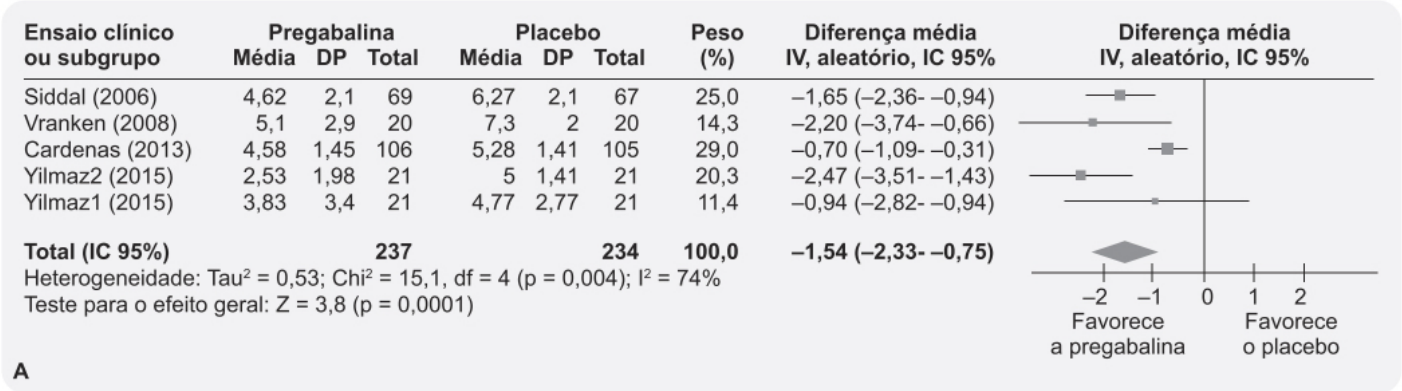 Ensaio clínico Pregabalina Placebo Peso Diferença média Diferença média
ou subgrupo Média DP Total Média DP Total (%) IV, aleatório, IC 95% IV, aleatório, IC 95%
Siddal (2006) 4,62 2,1 69 6,27 2,1 67 25,0 –1,65 (–2,36- –0,94)
Vranken (2008) 5,1 2,9 20 7,3 2 20 14,3 –2,20 (–3,74- –0,66)
Cardenas (2013) 4,58 1,45 106 5,28 1,41 105 29,0 –0,70 (–1,09- –0,31)
Yilmaz2 (2015) 2,53 1,98 21 5 1,41 21 20,3 –2,47 (–3,51- –1,43)
Yilmaz1 (2015) 3,83 3,4 21 4,77 2,77 21 11,4 –0,94 (–2,82- –0,94)
Total (IC 95%) 237 234 100,0 –1,54 (–2,33- –0,75)
Heterogeneidade: Tau² = 0,53; Chi² = 15,1, df = 4 (p = 0,004); I² = 74%
Teste para o efeito geral: Z = 3,8 (p = 0,0001)
–2 –1 0 1 2
Favorece Favorece
a pregabalina o placebo
A